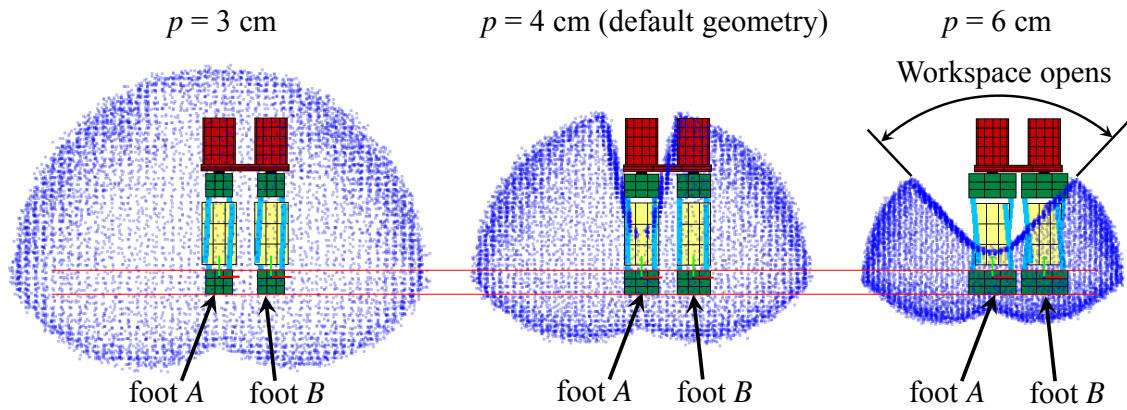 p = 3 cm
p = 4 cm (default geometry)
p = 6 cm
Workspace opens
foot A
foot B
foot A
foot B
foot A
foot B